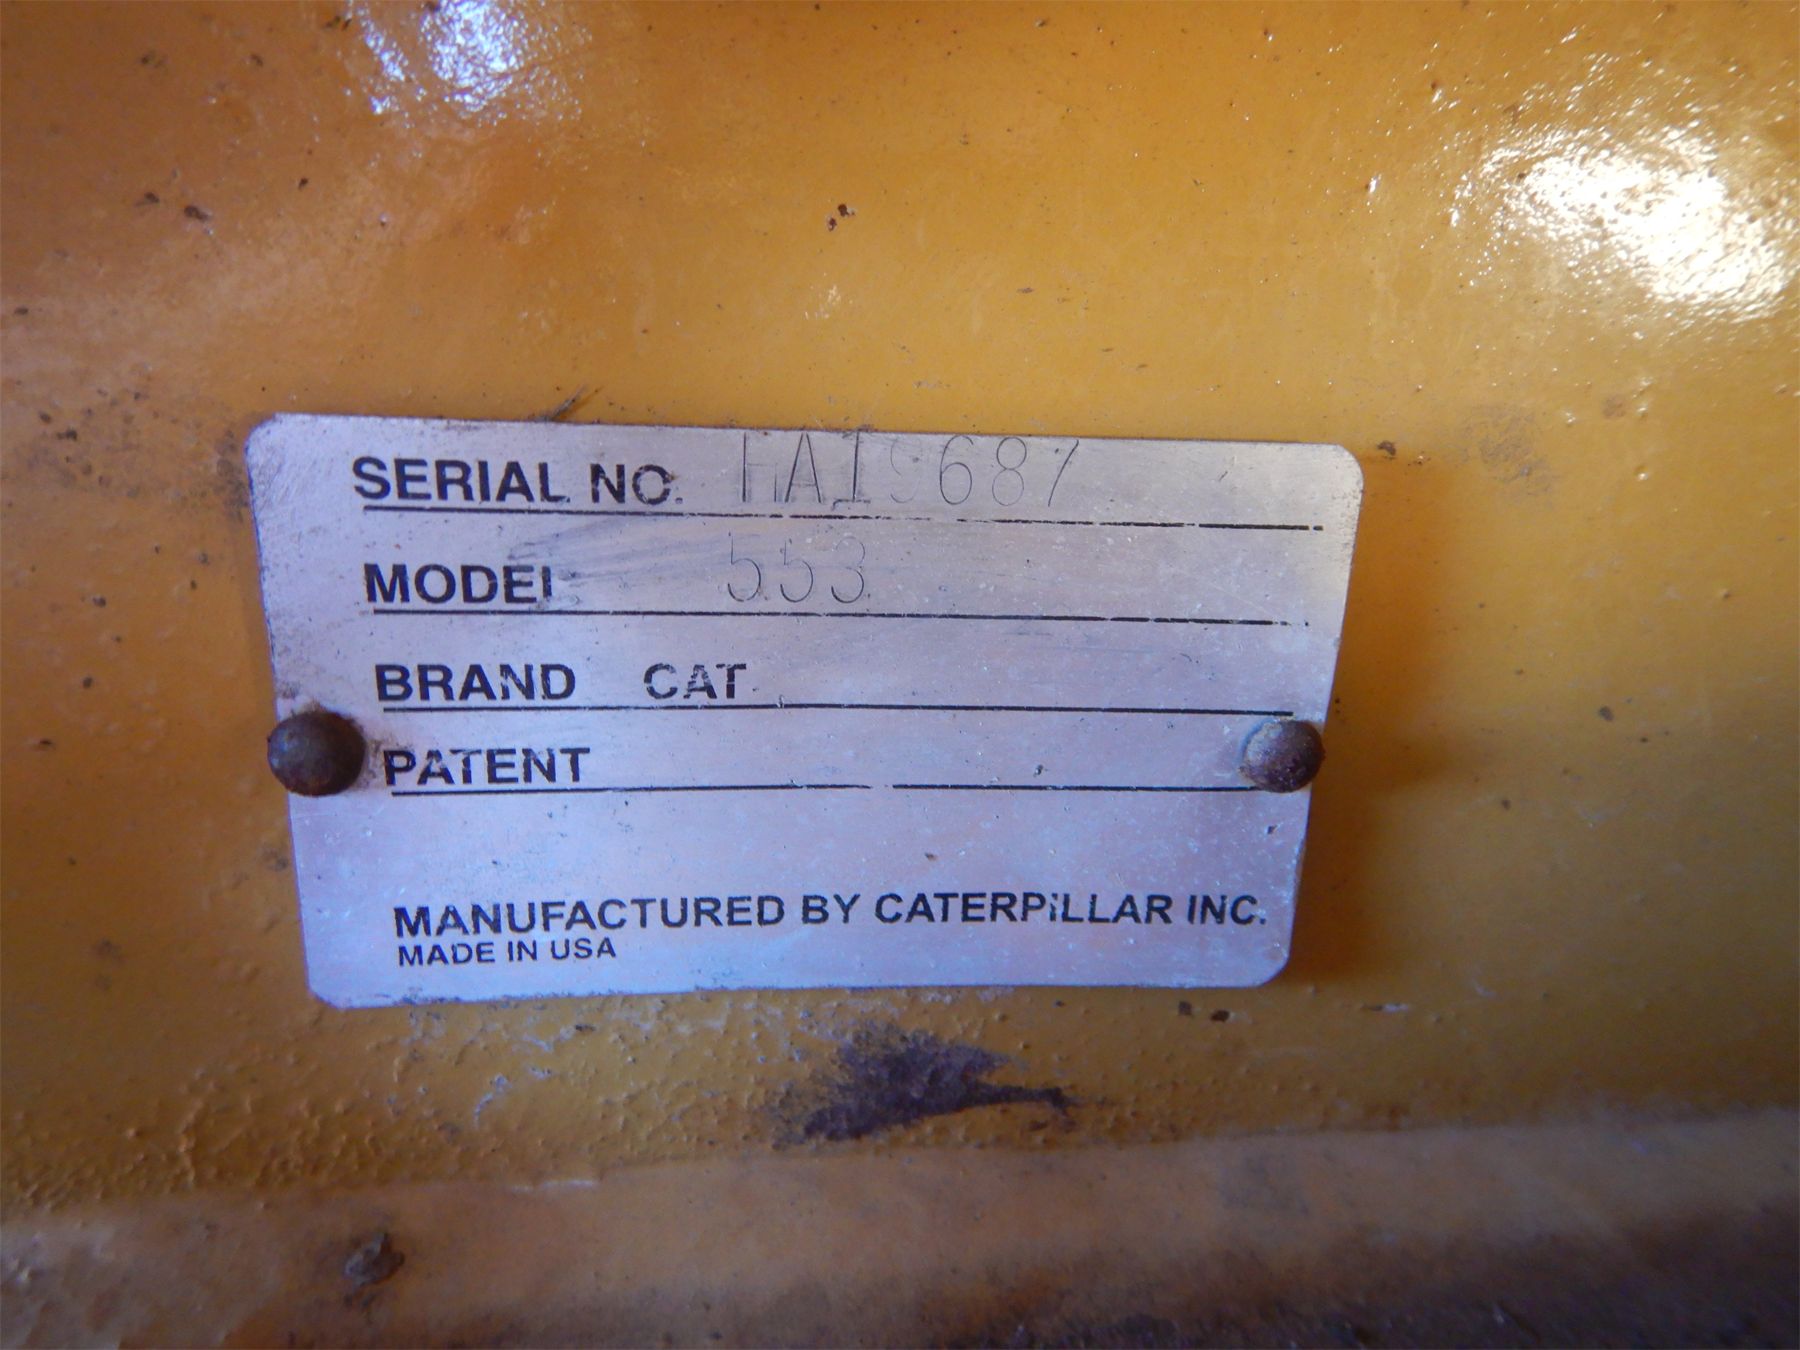 SERIAL NO. HAI9687
MODEL 553
BRAND CAT
PATENT
MANUFACTURED BY CATERPILLAR INC.
MADE IN USA